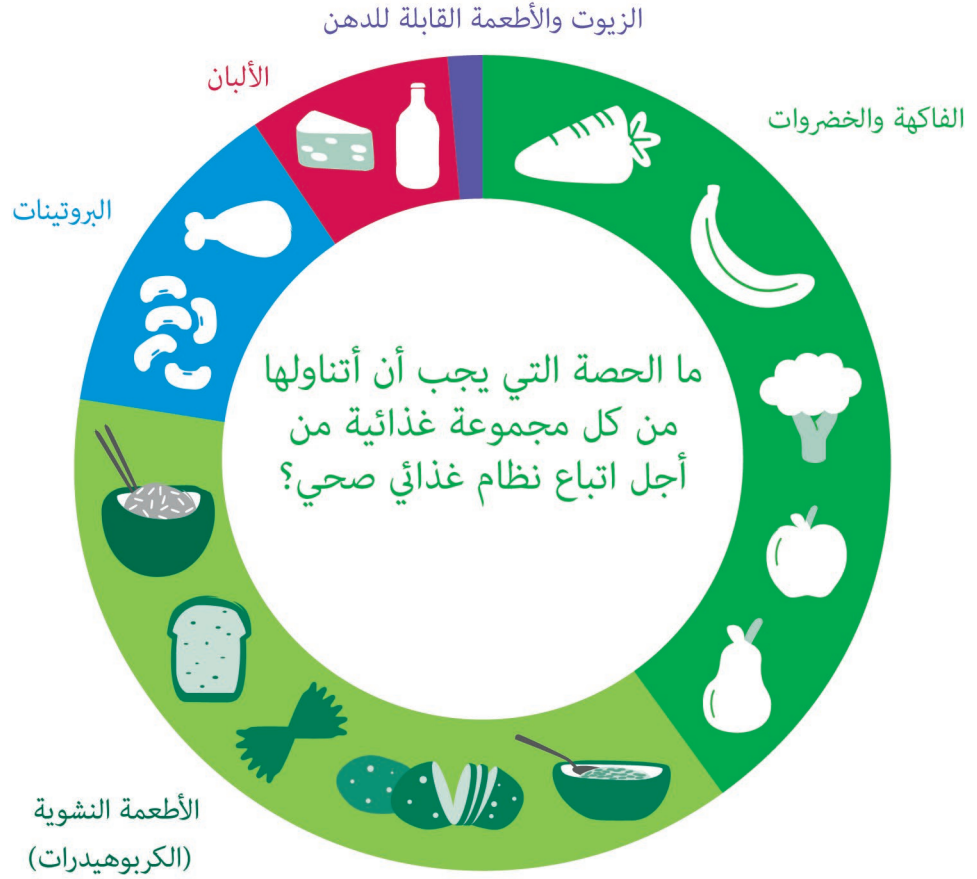 الزيوت والأطعمة القابلة للدهن
الألبان
الفاكهة والخضروات
البروتينات
ما الحصة التي يجب أن أتناولها
من كل مجموعة غذائية من
أجل اتباع نظام غذائي صحي؟
الأطعمة النشوية
(الكربوهيدرات)